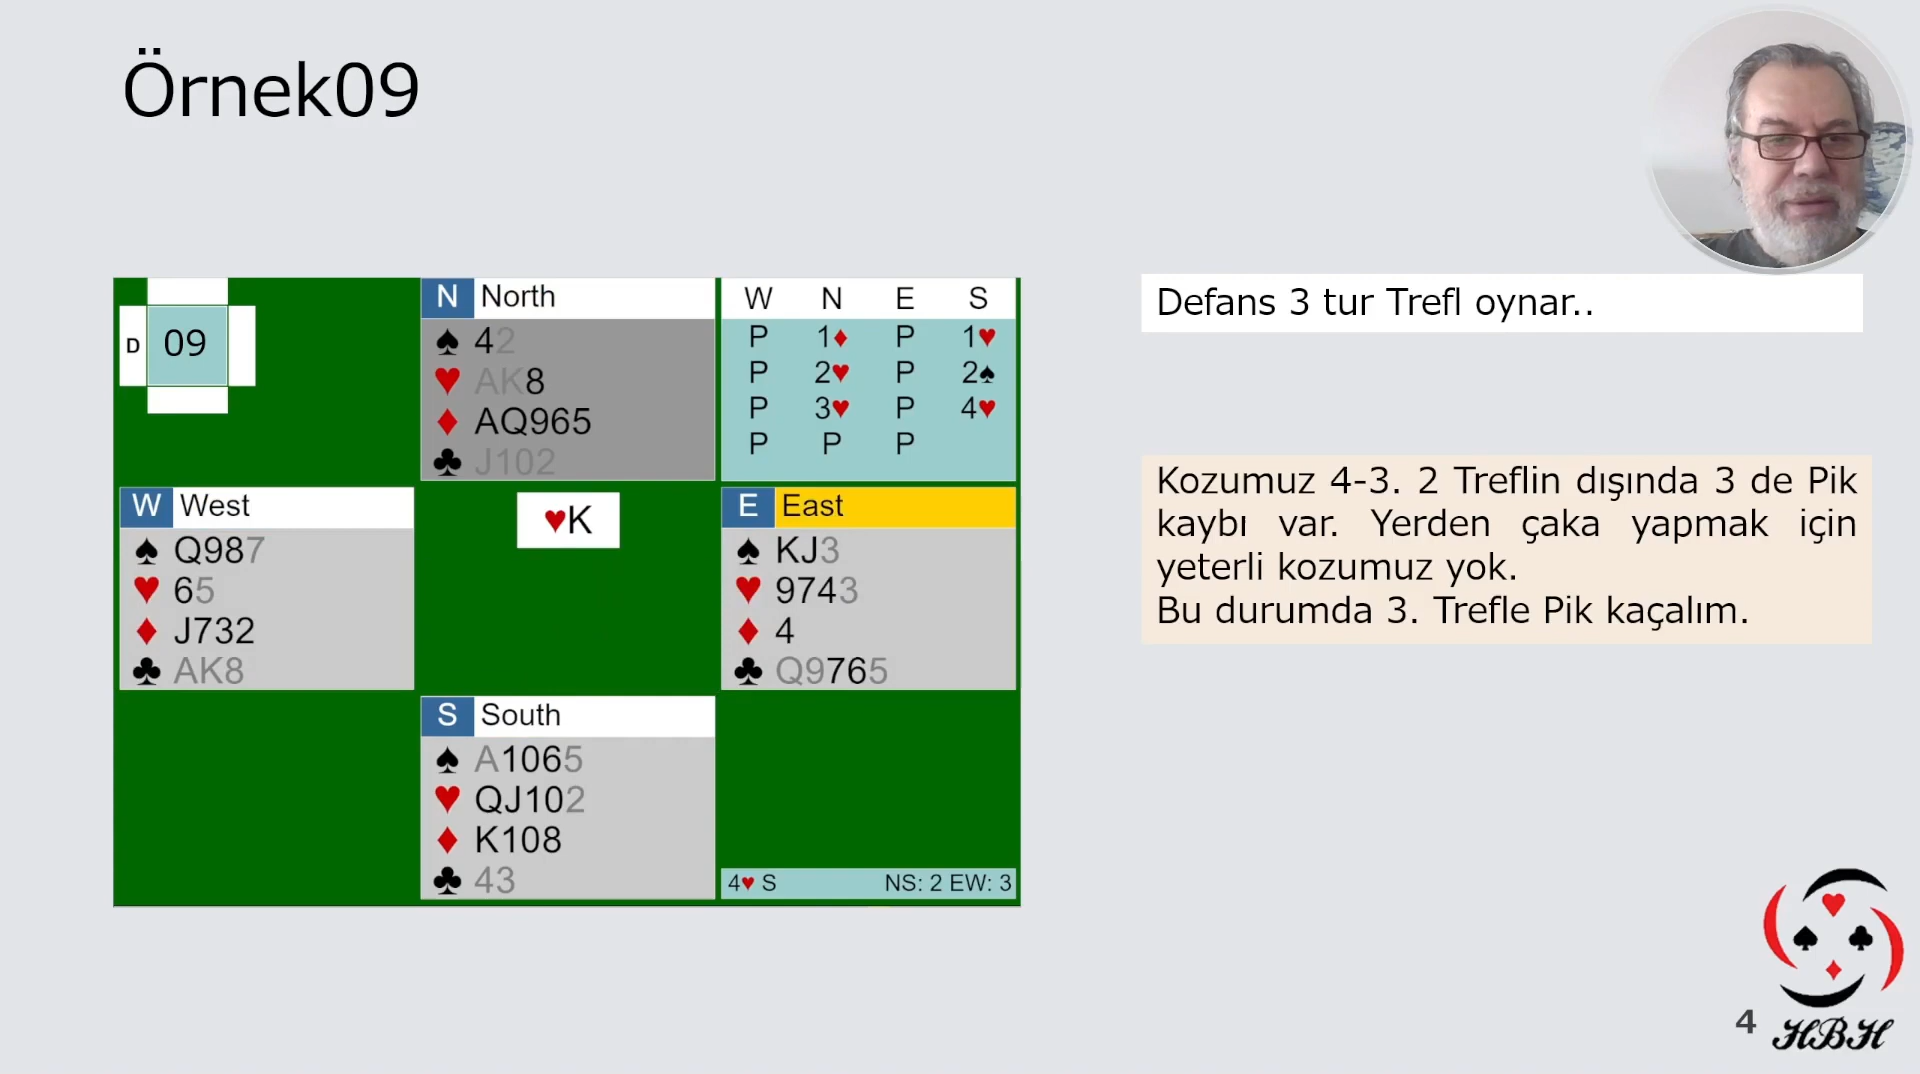 Örnek09
D
09
N North
♠ 42
♥ AK8
♦ AQ965
♣ J102
W N E S
P 1♦ P 1♥
P 2♥ P 2♠
P 3♥ P 4♥
P P P
W West
♠ Q987
♥ 65
♦ J732
♣ AK8
♥K
E East
♠ KJ3
♥ 9743
♦ 4
♣ Q9765
S South
♠ A1065
♥ QJ102
♦ K108
♣ 43
4♥ S NS: 2 EW: 3
Defans 3 tur Trefl oynar..
Kozumuz 4-3. 2 Treflin dışında 3 de Pik
kaybı var. Yerden çaka yapmak için
yeterli kozumuz yok.
Bu durumda 3. Trefle Pik kaçalım.
4
HBH